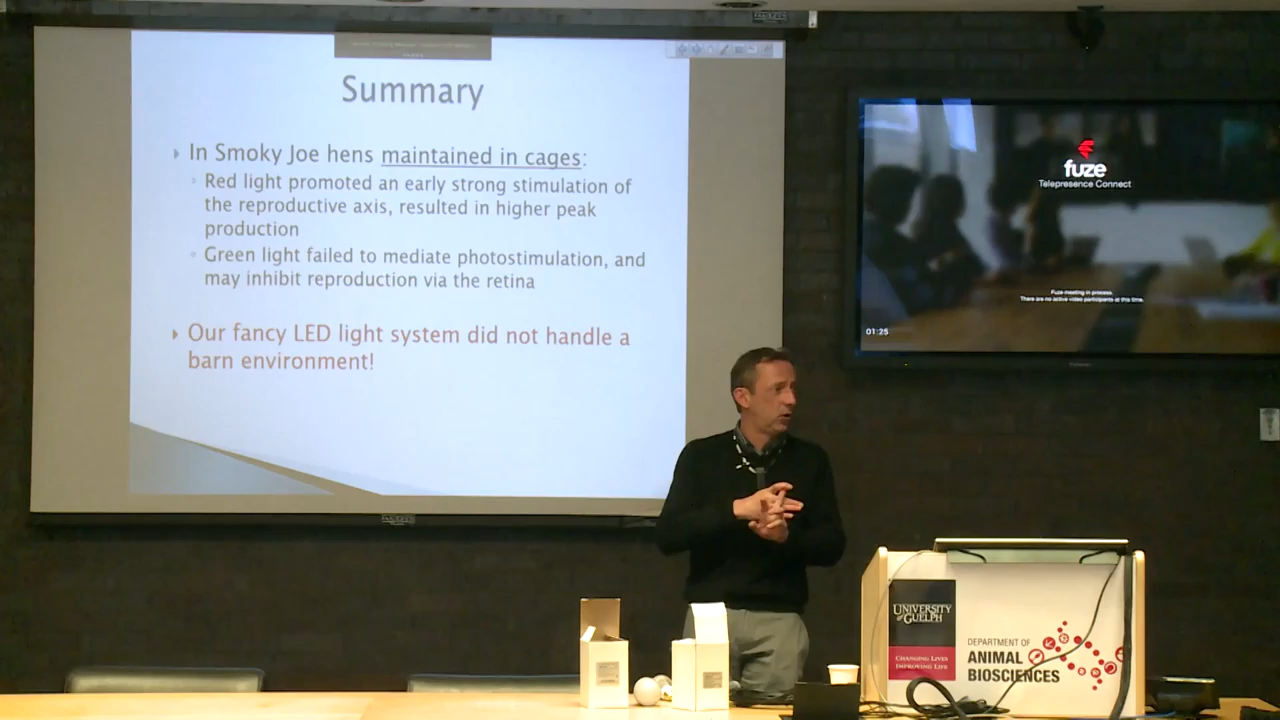 Summary
In Smoky Joe hens maintained in cages:
Red light promoted an early strong stimulation of
the reproductive axis, resulted in higher peak
production
Green light failed to mediate photostimulation, and
may inhibit reproduction via the retina
Our fancy LED light system did not handle a
barn environment!
fuze
Telepresence Connect
Fuze meeting in process.
There are no active video participants at this time.
01:25
UNIVERSITY
of GUELPH
CHANGING LIVES
IMPROVING LIFE
DEPARTMENT OF
ANIMAL
BIOSCIENCES